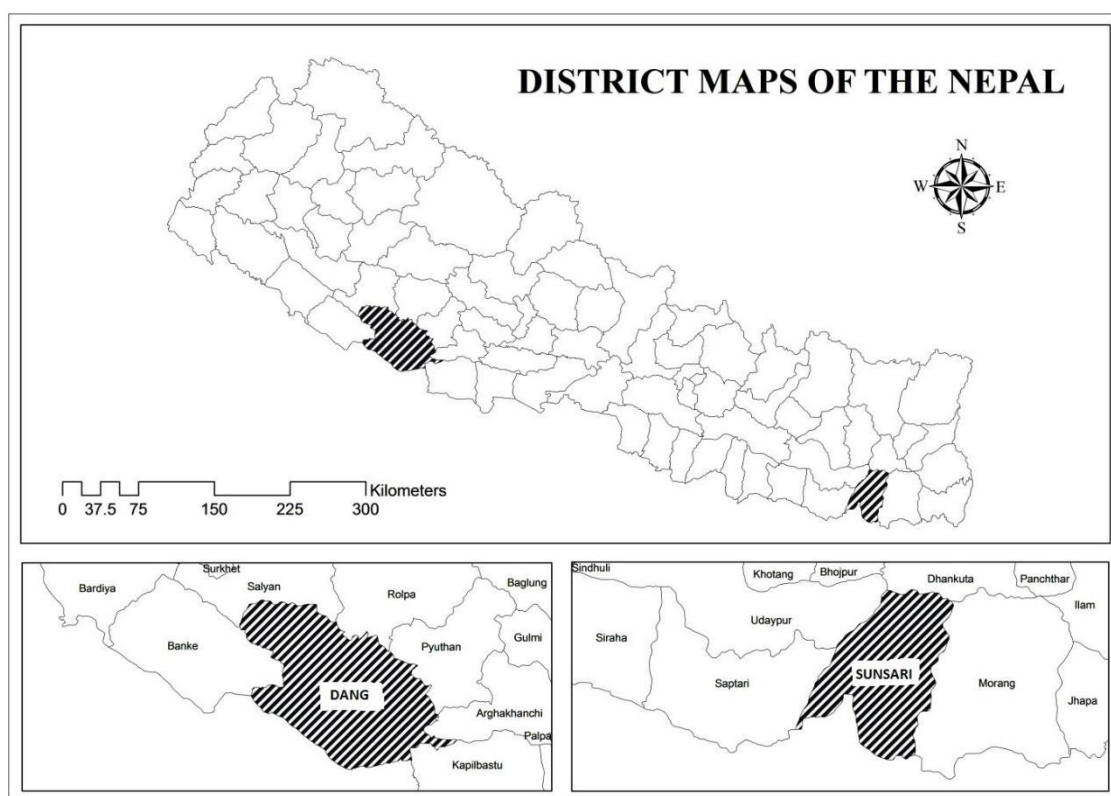 DISTRICT MAPS OF THE NEPAL
N
W E
S
Kilometers
0 37.5 75 150 225 300
Surkhet
Bardiya
Salyan
Baglung
Rolpa
Banke
Pyuthan
Gulmi
DANG
Arghakhanchi
Palpa
Kapilbastu
Sindhuli
Khotang
Bhojpur
Dhankuta
Panchthar
Ilam
Udaypur
Siraha
Saptari
SUNSARI
Morang
Jhapa